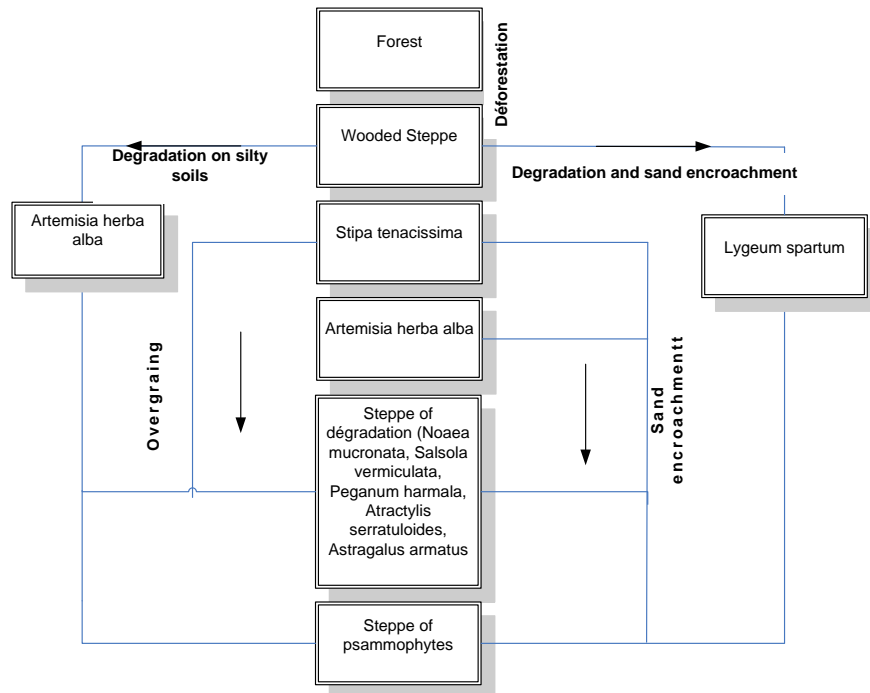 Forest
Déforestation
Wooded Steppe
Degradation on silty
soils
Degradation and sand encroachment
Artemisia herba
alba
Stipa tenacissima
Lygeum spartum
Artemisia herba alba
Overgraing
Sand
encroachmentt
Steppe of
dégradation (Noaea
mucronata, Salsola
vermiculata,
Peganum harmala,
Atractylis
serratuloides,
Astragalus armatus
Steppe of
psammophytes